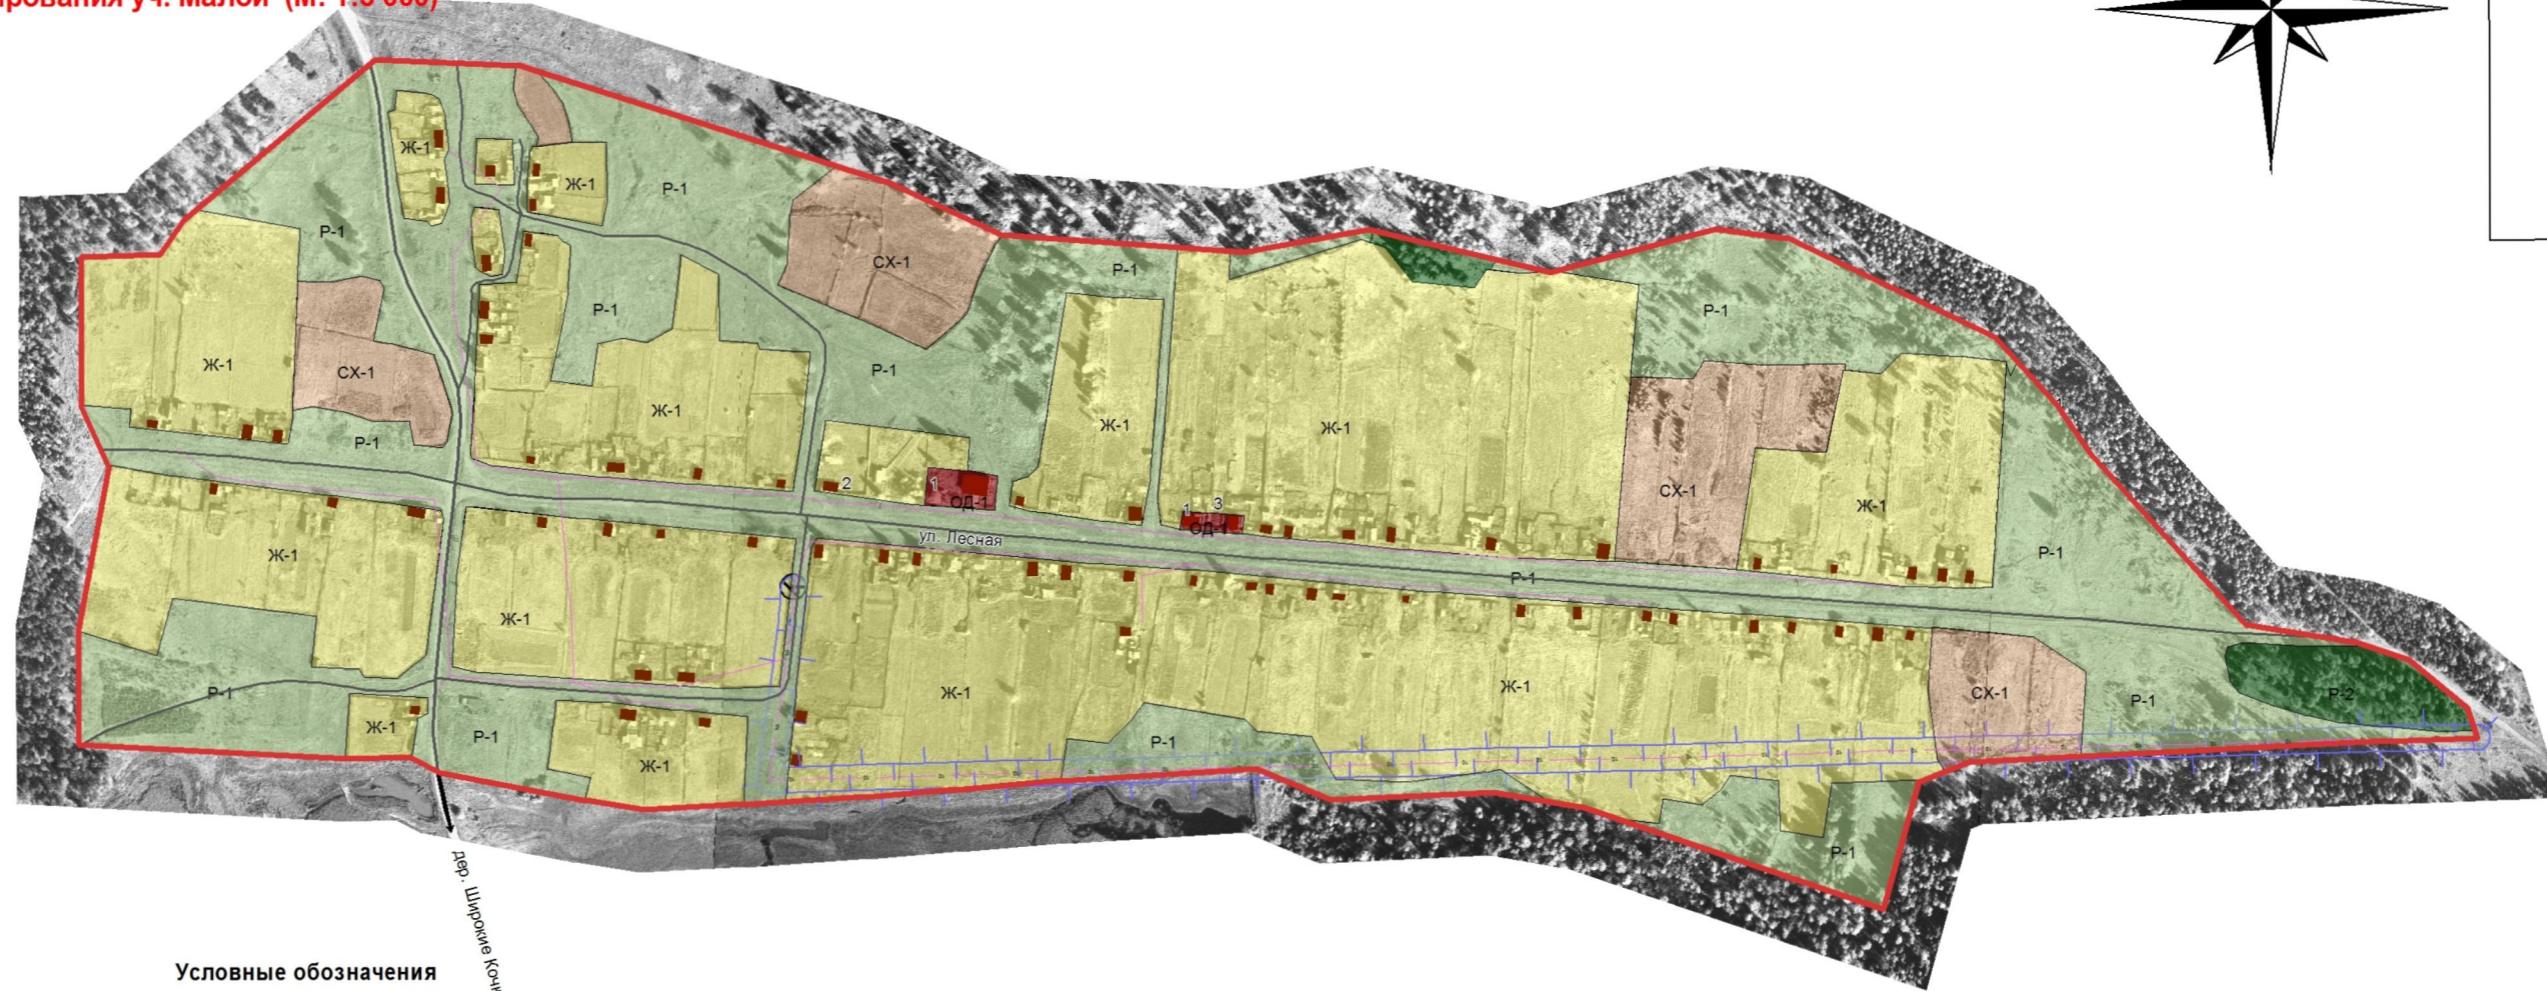 ирования уч. Малой (М: 1:5 000)
Ж-1
Ж-1
Р-1
Р-1
СХ-1
Р-1
Р-1
Р-1
Р-1
Ж-1
СХ-1
Ж-1
Р-1
Ж-1
Ж-1
Р-1
2
1
ОД-1
1
3
ОД-1
СХ-1
Ж-1
ул. Лесная
Ж-1
Р-1
Р-1
Ж-1
Ж-1
Ж-1
СХ-1
Р-1
Р-2
Р-1
Ж-1
Р-1
Р-1
Ж-1
Р-1
дер. Широкие Кочк
Условные обозначения